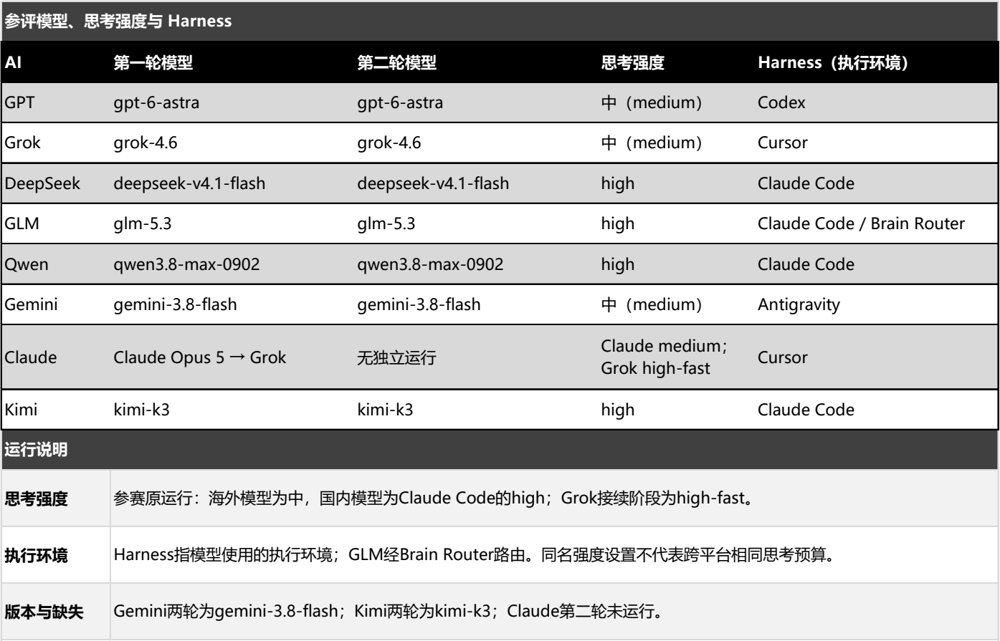 参评模型、思考强度与 Harness
AI 第一轮模型 第二轮模型 思考强度 Harness（执行环境）
GPT gpt-6-astra gpt-6-astra 中（medium） Codex
Grok grok-4.6 grok-4.6 中（medium） Cursor
DeepSeek deepseek-v4.1-flash deepseek-v4.1-flash high Claude Code
GLM glm-5.3 glm-5.3 high Claude Code / Brain Router
Qwen qwen3.8-max-0902 qwen3.8-max-0902 high Claude Code
Gemini gemini-3.8-flash gemini-3.8-flash 中（medium） Antigravity
Claude Claude Opus 5 → Grok 无独立运行 Claude medium； Cursor
Grok high-fast
Kimi kimi-k3 kimi-k3 high Claude Code
运行说明
思考强度 参赛原运行：海外模型为中，国内模型为Claude Code的high；Grok接续阶段为high-fast。
执行环境 Harness指模型使用的执行环境；GLM经Brain Router路由。同名强度设置不代表跨平台相同思考预算。
版本与缺失 Gemini两轮为gemini-3.8-flash；Kimi两轮为kimi-k3；Claude第二轮未运行。